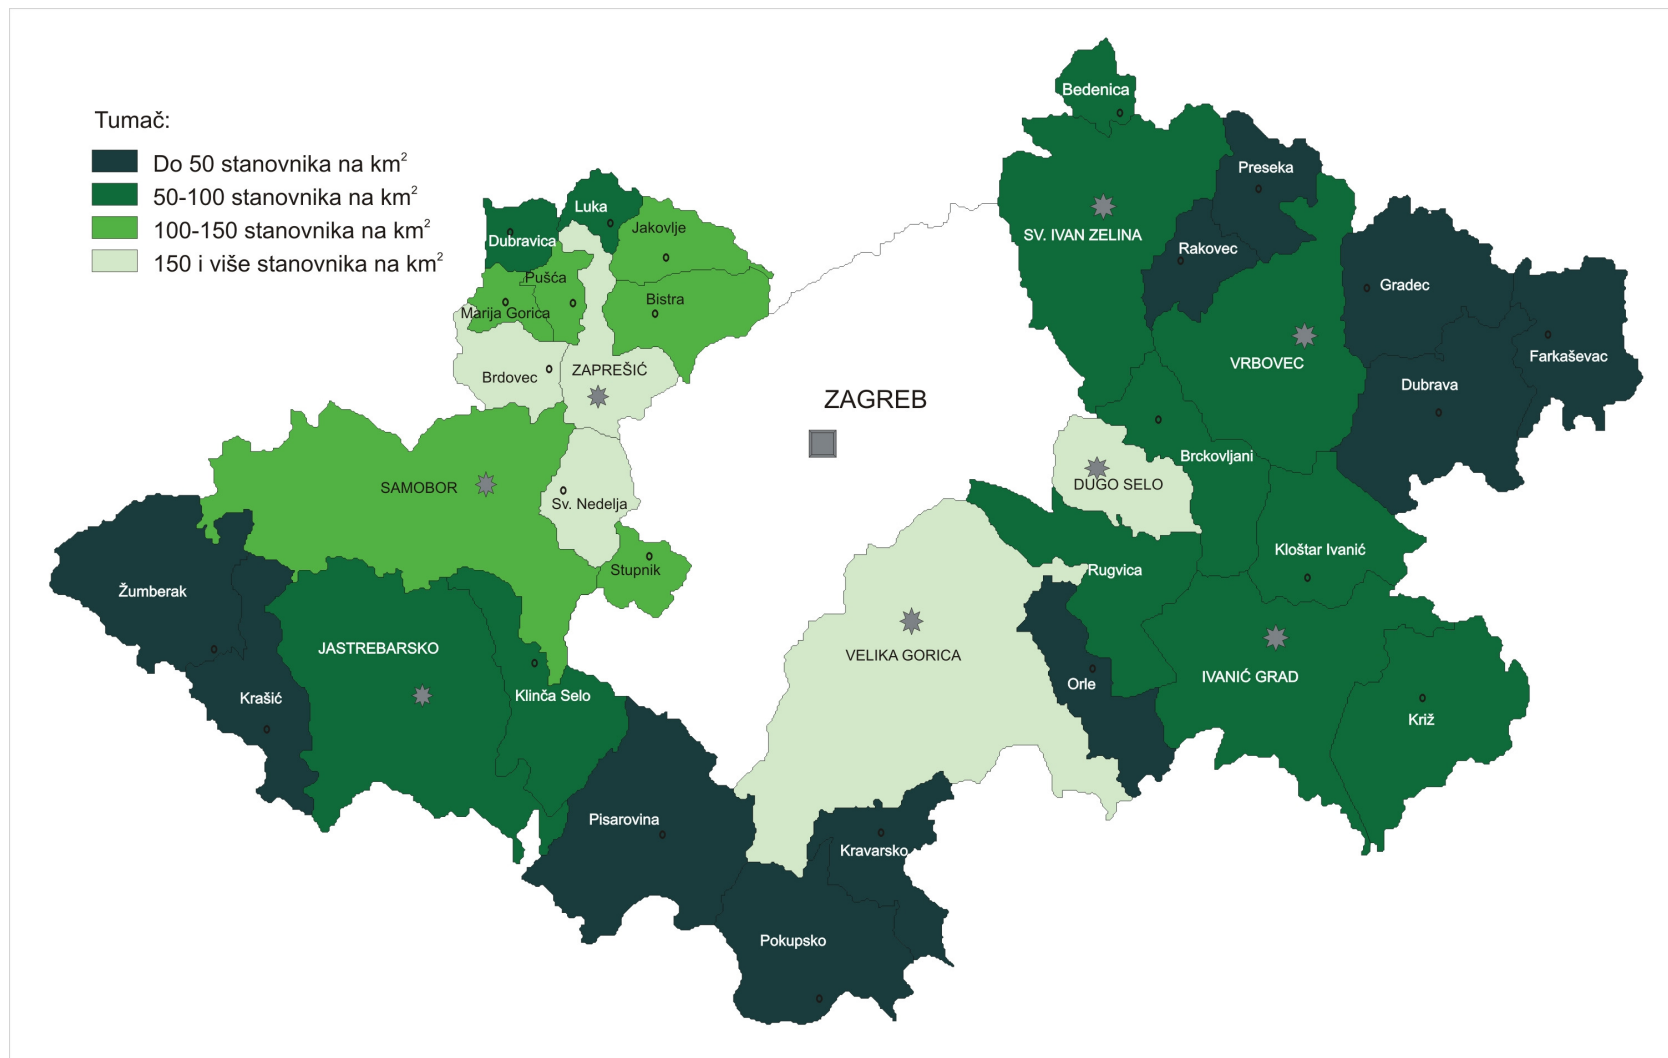 Tumač:
Do 50 stanovnika na km²
50-100 stanovnika na km²
100-150 stanovnika na km²
150 i više stanovnika na km²
Bedenica
Preseka
Luka
Jakovlje
Dubravica
SV. IVAN ZELINA
Rakovec
Pušća
Bistra
Gradec
Marija Gorica
Farkaševac
VRBOVEC
Brdovec
ZAPREŠIĆ
Dubrava
ZAGREB
Brckovljani
SAMOBOR
DUGO SELO
Sv. Nedelja
Kloštar Ivanić
Stupnik
Rugvica
Žumberak
JASTREBARSKO
VELIKA GORICA
IVANIĆ GRAD
Orle
Krašić
Klinča Selo
Križ
Pisarovina
Kravarsko
Pokupsko